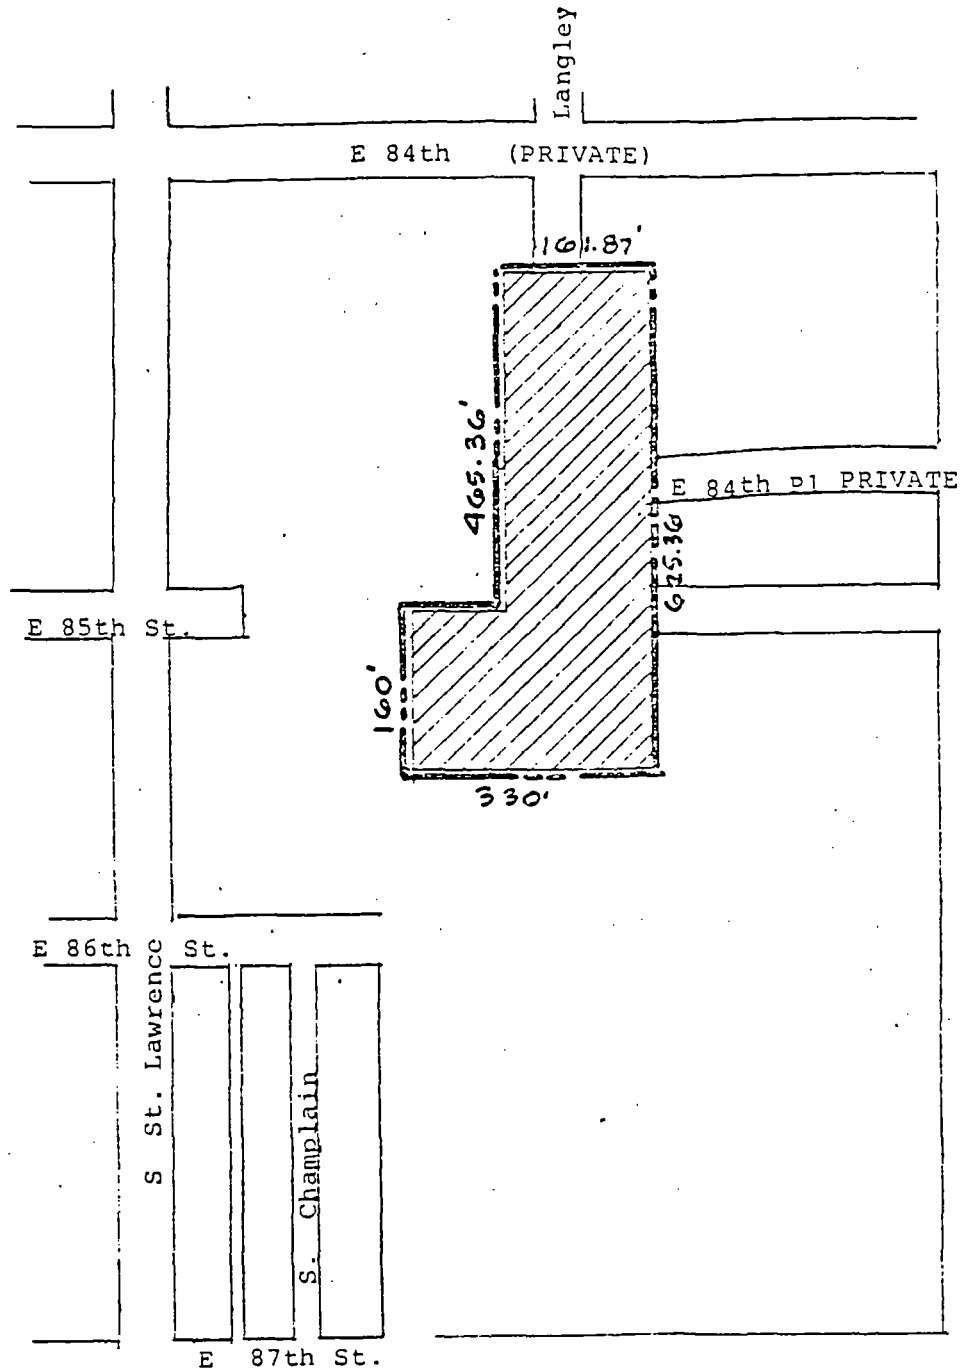 Langley
E 84th (PRIVATE)
161.87'
465.36'
E 84th Pl PRIVATE
625.36
E 85th St.
160'
330'
E 86th St.
S St. Lawrence
S. Champlain
E 87th St.